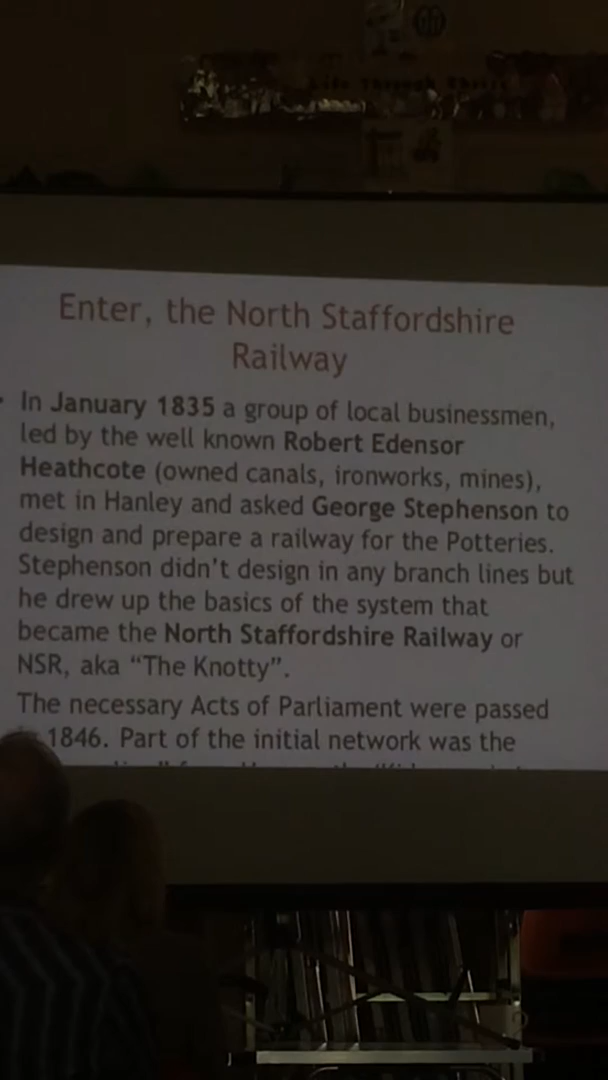 Enter, the North Staffordshire
Railway
• In January 1835 a group of local businessmen,
led by the well known Robert Edensor
Heathcote (owned canals, ironworks, mines),
met in Hanley and asked George Stephenson to
design and prepare a railway for the Potteries.
Stephenson didn't design in any branch lines but
he drew up the basics of the system that
became the North Staffordshire Railway or
NSR, aka “The Knotty”.
The necessary Acts of Parliament were passed
1846. Part of the initial network was the